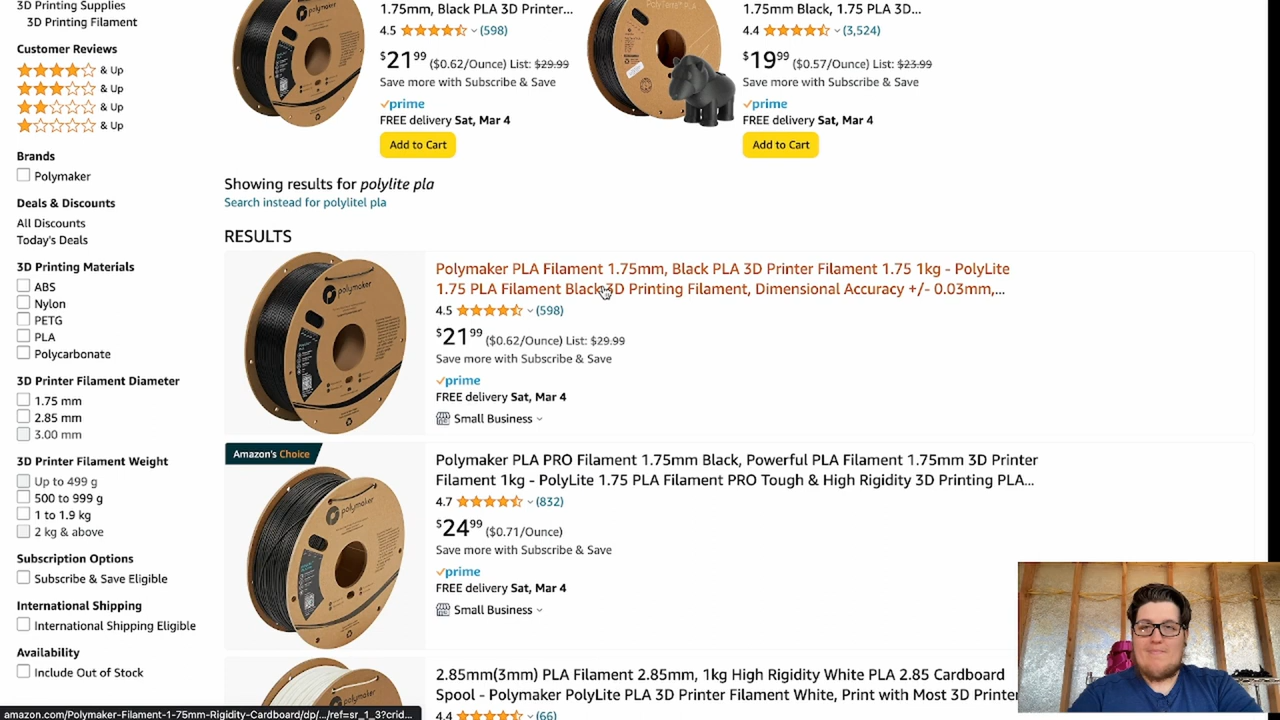 3D Printing Supplies
3D Printing Filament
Customer Reviews
& Up
& Up
& Up
& Up
Brands
Polymaker
Deals & Discounts
All Discounts
Today's Deals
3D Printing Materials
ABS
Nylon
PETG
PLA
Polycarbonate
3D Printer Filament Diameter
1.75 mm
2.85 mm
3.00 mm
3D Printer Filament Weight
Up to 499 g
500 to 999 g
1 to 1.9 kg
2 kg & above
Subscription Options
Subscribe & Save Eligible
International Shipping
International Shipping Eligible
Availability
Include Out of Stock
polymaker
1.75mm, Black PLA 3D Printer...
4.5 (598)
$21.99 ($0.62/Ounce) List: $29.99
Save more with Subscribe & Save
prime
FREE delivery Sat, Mar 4
Add to Cart
1.75mm Black, 1.75 PLA 3D...
4.4 (3,524)
$19.99 ($0.57/Ounce) List: $23.99
Save more with Subscribe & Save
prime
FREE delivery Sat, Mar 4
Add to Cart
Showing results for polylite pla
Search instead for polylitel pla
RESULTS
polymaker
Polymaker PLA Filament 1.75mm, Black PLA 3D Printer Filament 1.75 1kg - PolyLite
1.75 PLA Filament Black 3D Printing Filament, Dimensional Accuracy +/- 0.03mm,...
4.5 (598)
$21.99 ($0.62/Ounce) List: $29.99
Save more with Subscribe & Save
prime
FREE delivery Sat, Mar 4
Small Business
Amazon's Choice
polymaker
Polymaker PLA PRO Filament 1.75mm Black, Powerful PLA Filament 1.75mm 3D Printer
Filament 1kg - PolyLite 1.75 PLA Filament PRO Tough & High Rigidity 3D Printing PLA...
4.7 (832)
$24.99 ($0.71/Ounce)
Save more with Subscribe & Save
prime
FREE delivery Sat, Mar 4
Small Business
polymaker
2.85mm(3mm) PLA Filament 2.85mm, 1kg High Rigidity White PLA 2.85 Cardboard
Spool - Polymaker PolyLite PLA 3D Printer Filament White, Print with Most 3D Printer
4.4 (66)
amazon.com/Polymaker-Filament-1-75mm-Rigidity-Cardboard/dp/.../ref=sr_1_3?crid...